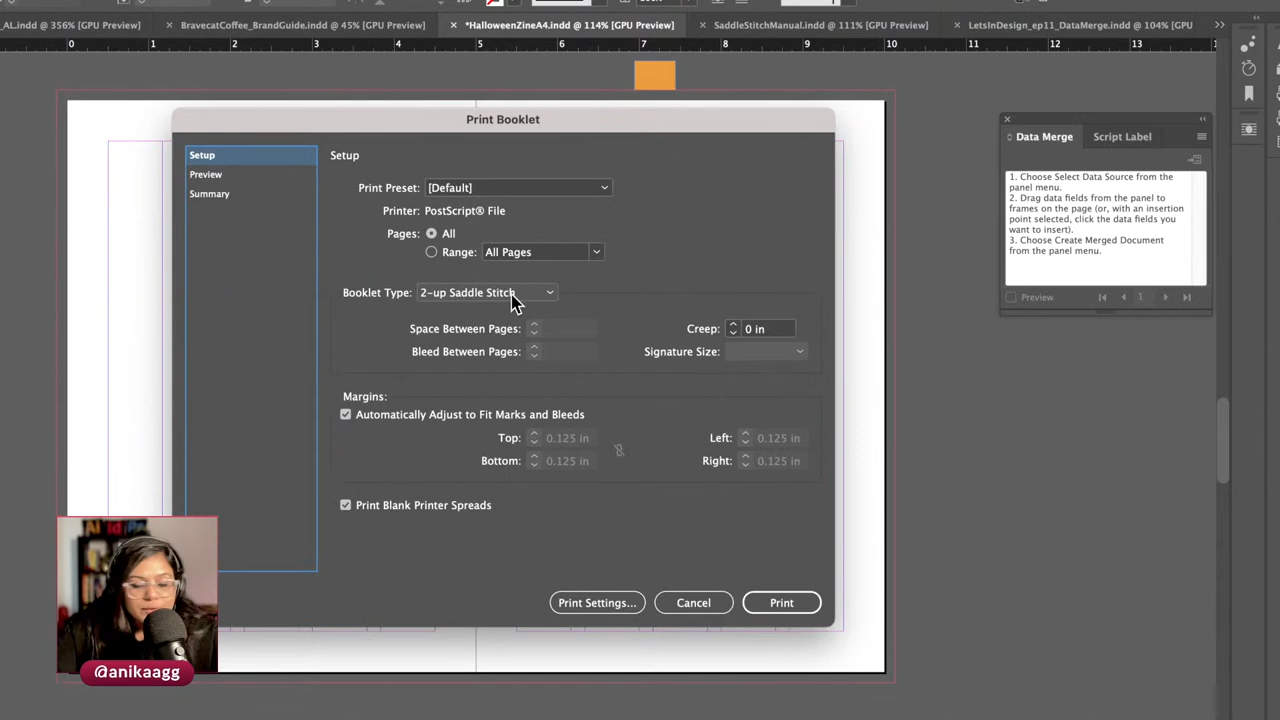 _AL.indd @ 356% [GPU Preview]
× BravecatCoffee_BrandGuide.indd @ 45% [GPU Preview]
× *HalloweenZineA4.indd @ 114% [GPU Preview]
× SaddleStitchManual.indd @ 111% [GPU Preview]
× LetsInDesign_ep11_DataMerge.indd @ 104% [GPU
0 1 2 3 4 5 6 7 8 9 10 11 12 13
Print Booklet
Setup
Preview
Summary
Setup
Print Preset: [Default]
Printer: PostScript® File
Pages: All
Range: All Pages
Booklet Type: 2-up Saddle Stitch
Space Between Pages:
Creep: 0 in
Bleed Between Pages:
Signature Size:
Margins:
Automatically Adjust to Fit Marks and Bleeds
Top: 0.125 in
Left: 0.125 in
Bottom: 0.125 in
Right: 0.125 in
Print Blank Printer Spreads
Print Settings...
Cancel
Print
Data Merge
Script Label
1. Choose Select Data Source from the
panel menu.
2. Drag data fields from the panel to
frames on the page (or, with an insertion
point selected, click the data fields you
want to insert).
3. Choose Create Merged Document
from the panel menu.
Preview
1
Ai Id Ps
@anikaagg